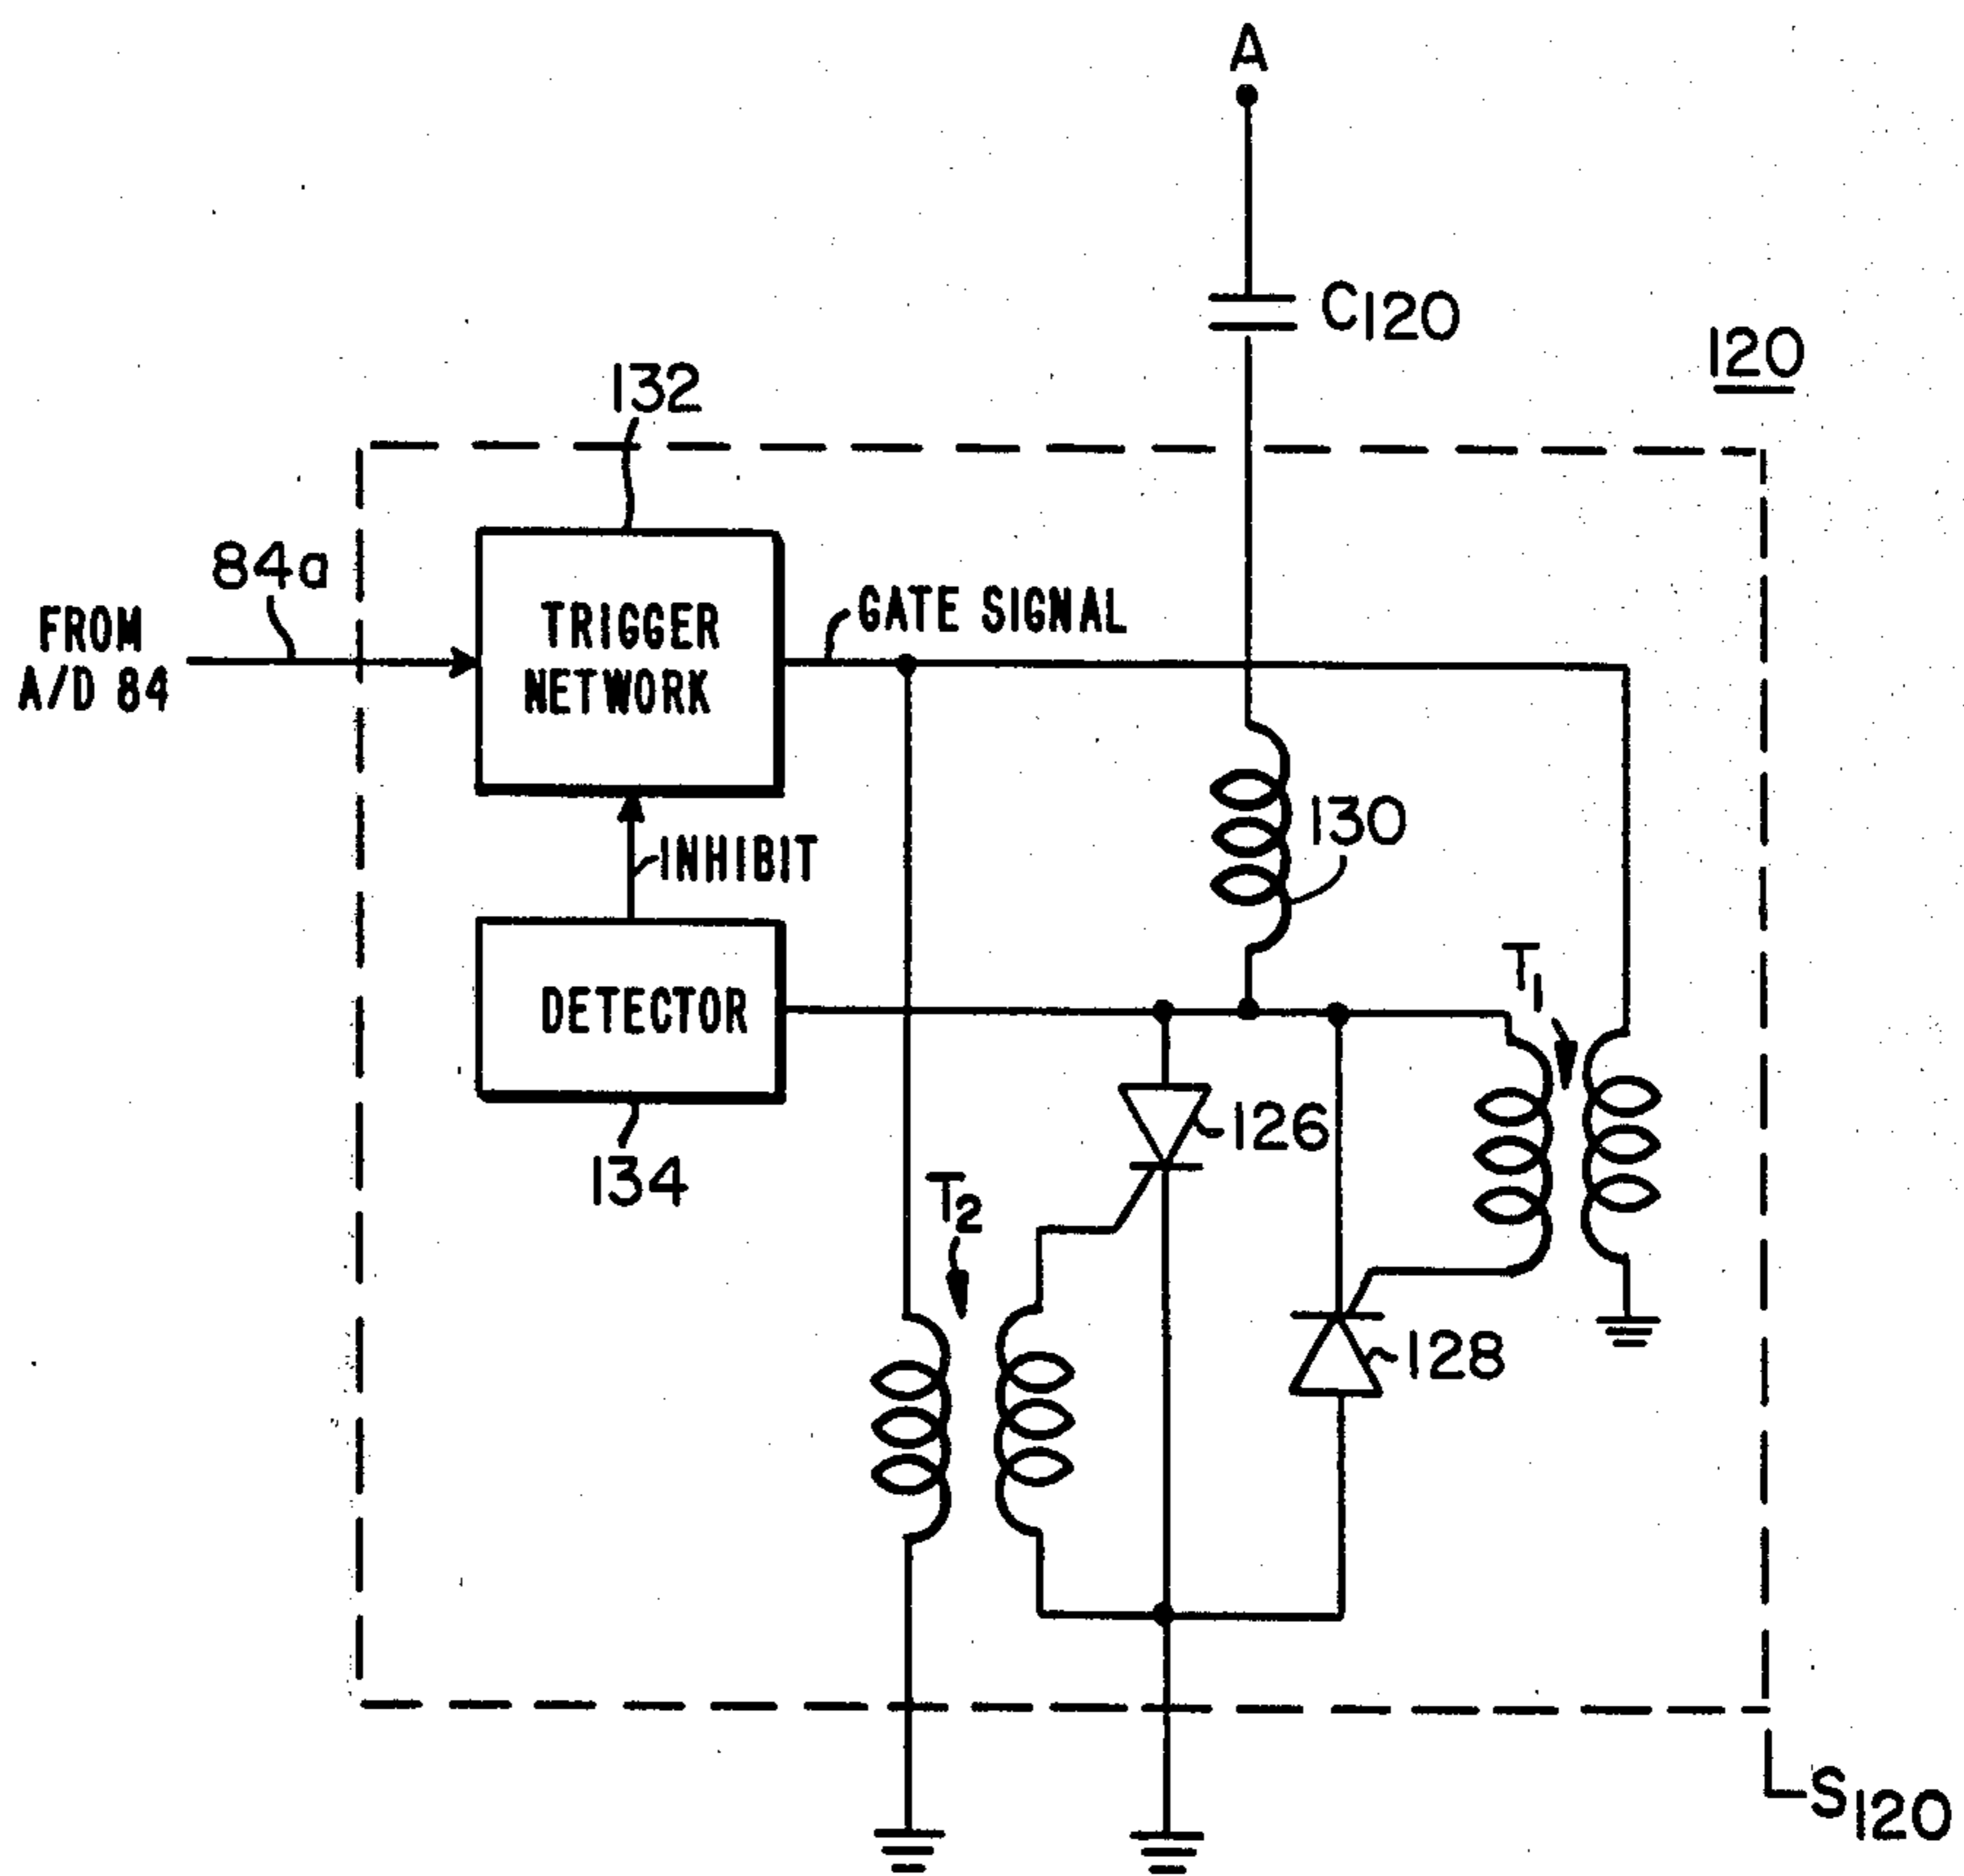 A
C120
120
132
84a
FROM
A/D 84
TRIGGER
NETWORK
GATE SIGNAL
INHIBIT
130
DETECTOR
134
T1
126
T2
128
S120